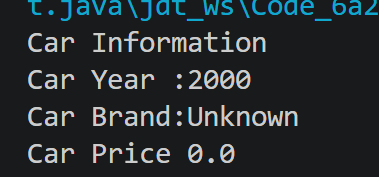 t.java\jdt_ws\Code_6a2
Car Information
Car Year :2000
Car Brand:Unknown
Car Price 0.0